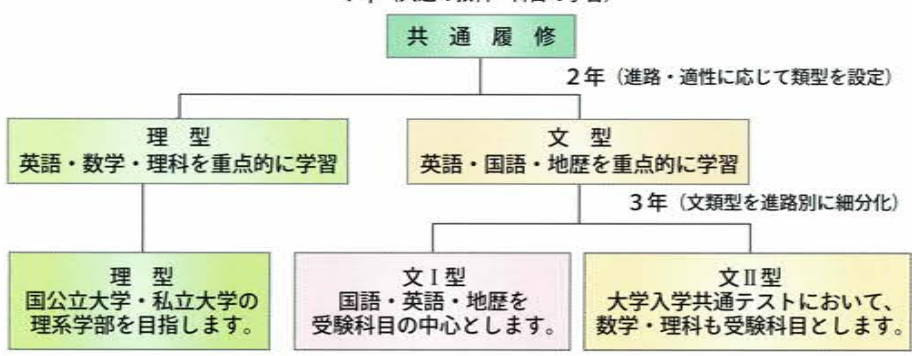 共通履修
2年（進路・適性に応じて類型を設定）
理型
英語・数学・理科を重点的に学習
文型
英語・国語・地歴を重点的に学習
3年（文類型を進路別に細分化）
理型
国公立大学・私立大学の
理系学部を目指します。
文Ⅰ型
国語・英語・地歴を
受験科目の中心とします。
文Ⅱ型
大学入学共通テストにおいて、
数学・理科も受験科目とします。